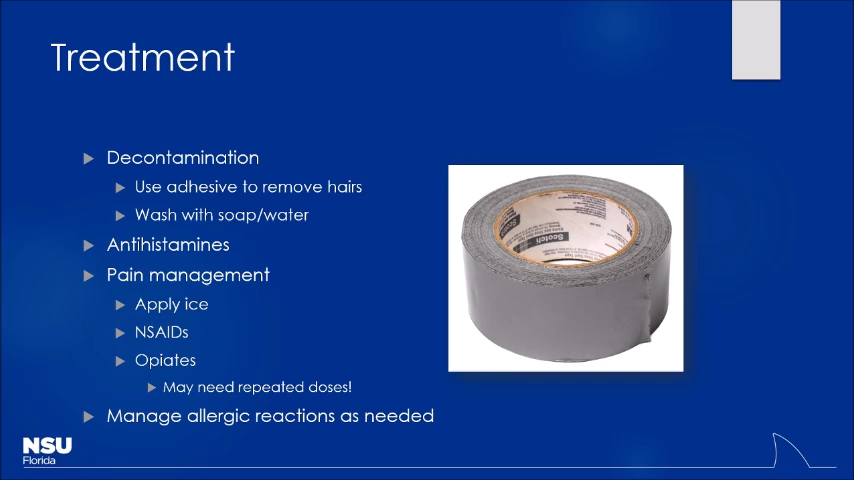 Treatment
Decontamination
Use adhesive to remove hairs
Wash with soap/water
Antihistamines
Pain management
Apply ice
NSAIDs
Opiates
May need repeated doses!
Manage allergic reactions as needed
Scotch
NSU
Florida